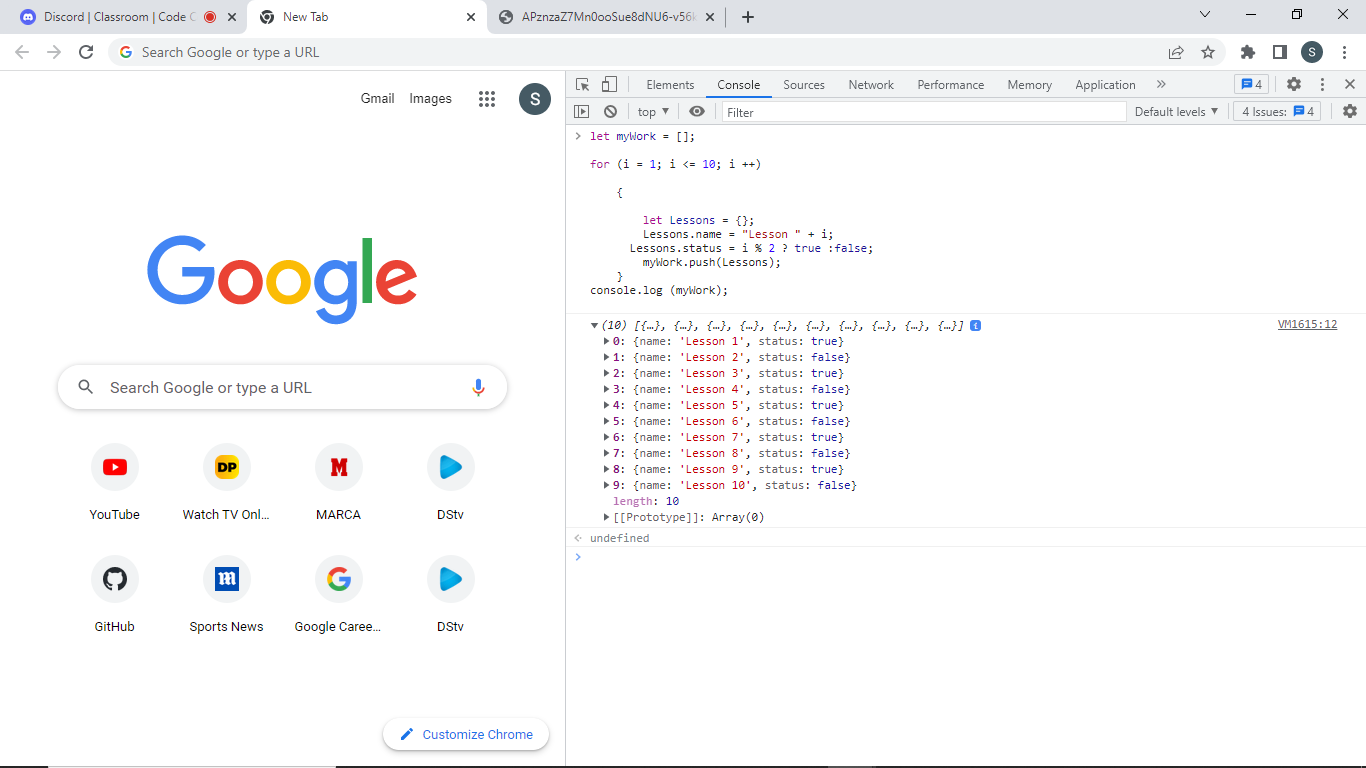 Discord | Classroom | Code C
New Tab
APznzaZ7Mn0ooSue8dNU6-v56k
Search Google or type a URL
S
Gmail
Images
S
Google
Search Google or type a URL
YouTube
DP
Watch TV Onl...
M
MARCA
DStv
GitHub
m
Sports News
Google Caree...
DStv
Customize Chrome
Elements
Console
Sources
Network
Performance
Memory
Application
4
top
Filter
Default levels
4 Issues:
4
let myWork = [];
for (i = 1; i <= 10; i ++)
{
let Lessons = {};
Lessons.name = "Lesson " + i;
Lessons.status = i % 2 ? true :false;
myWork.push(Lessons);
}
console.log (myWork);
(10) [{…}, {…}, {…}, {…}, {…}, {…}, {…}, {…}, {…}, {…}]
VM1615:12
0: {name: 'Lesson 1', status: true}
1: {name: 'Lesson 2', status: false}
2: {name: 'Lesson 3', status: true}
3: {name: 'Lesson 4', status: false}
4: {name: 'Lesson 5', status: true}
5: {name: 'Lesson 6', status: false}
6: {name: 'Lesson 7', status: true}
7: {name: 'Lesson 8', status: false}
8: {name: 'Lesson 9', status: true}
9: {name: 'Lesson 10', status: false}
length: 10
[[Prototype]]: Array(0)
undefined